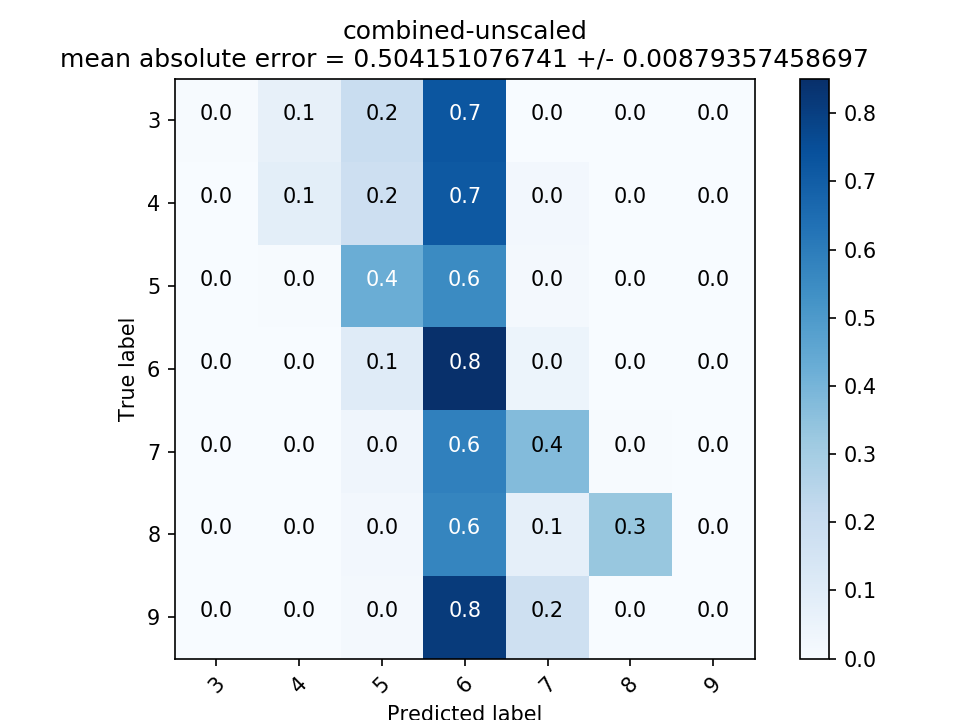 combined-unscaled
mean absolute error = 0.504151076741 +/- 0.00879357458697
3 0.0 0.1 0.2 0.7 0.0 0.0 0.0
4 0.0 0.1 0.2 0.7 0.0 0.0 0.0
5 0.0 0.0 0.4 0.6 0.0 0.0 0.0
6 0.0 0.0 0.1 0.8 0.0 0.0 0.0
7 0.0 0.0 0.0 0.6 0.4 0.0 0.0
8 0.0 0.0 0.0 0.6 0.1 0.3 0.0
9 0.0 0.0 0.0 0.8 0.2 0.0 0.0
True label
3 4 5 6 7 8 9
Predicted label
0.8
0.7
0.6
0.5
0.4
0.3
0.2
0.1
0.0